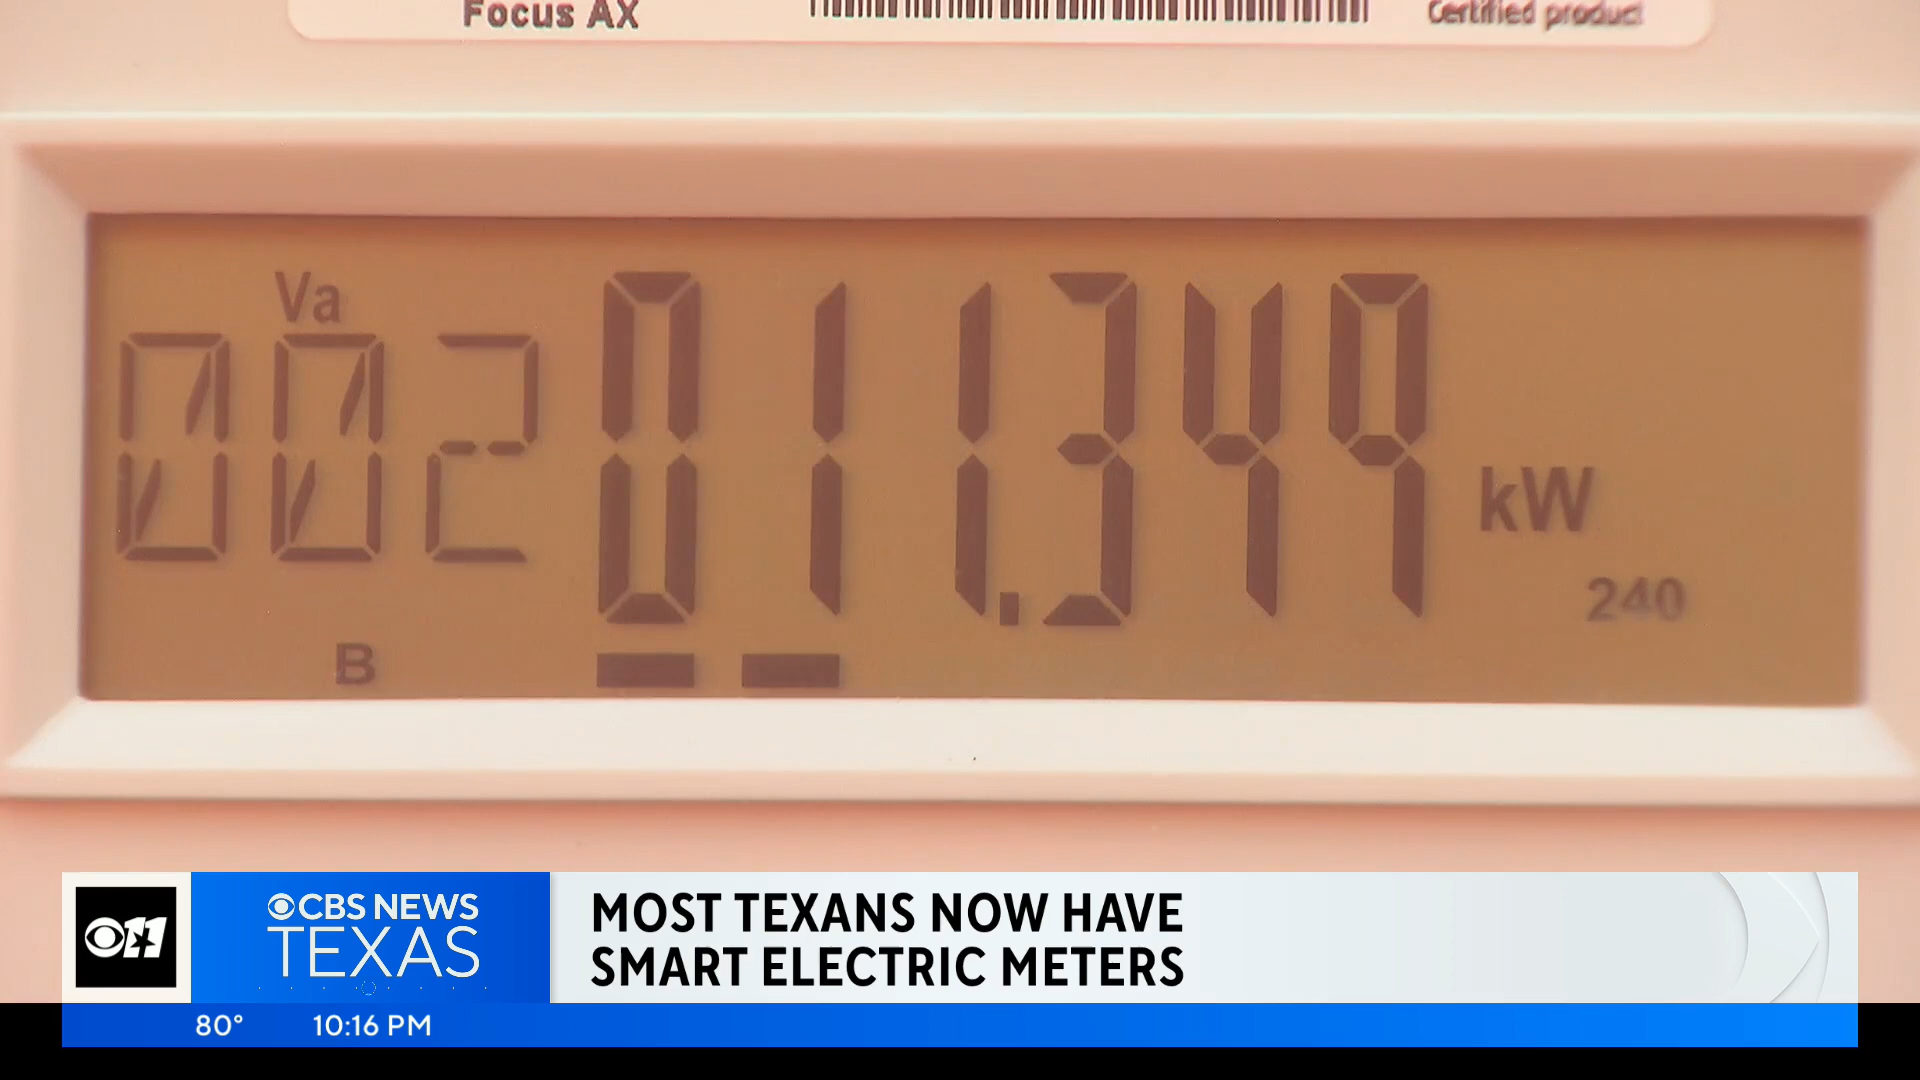 Focus AX
Certified product
Va
002 011.349 kW
240
B
11
CBS NEWS
TEXAS
MOST TEXANS NOW HAVE
SMART ELECTRIC METERS
80° 10:16 PM